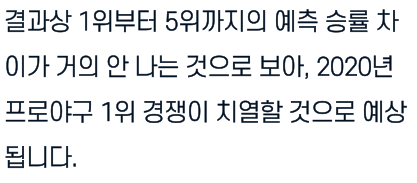 결과상 1위부터 5위까지의 예측 승률 차
이가 거의 안 나는 것으로 보아, 2020년
프로야구 1위 경쟁이 치열할 것으로 예상
됩니다.